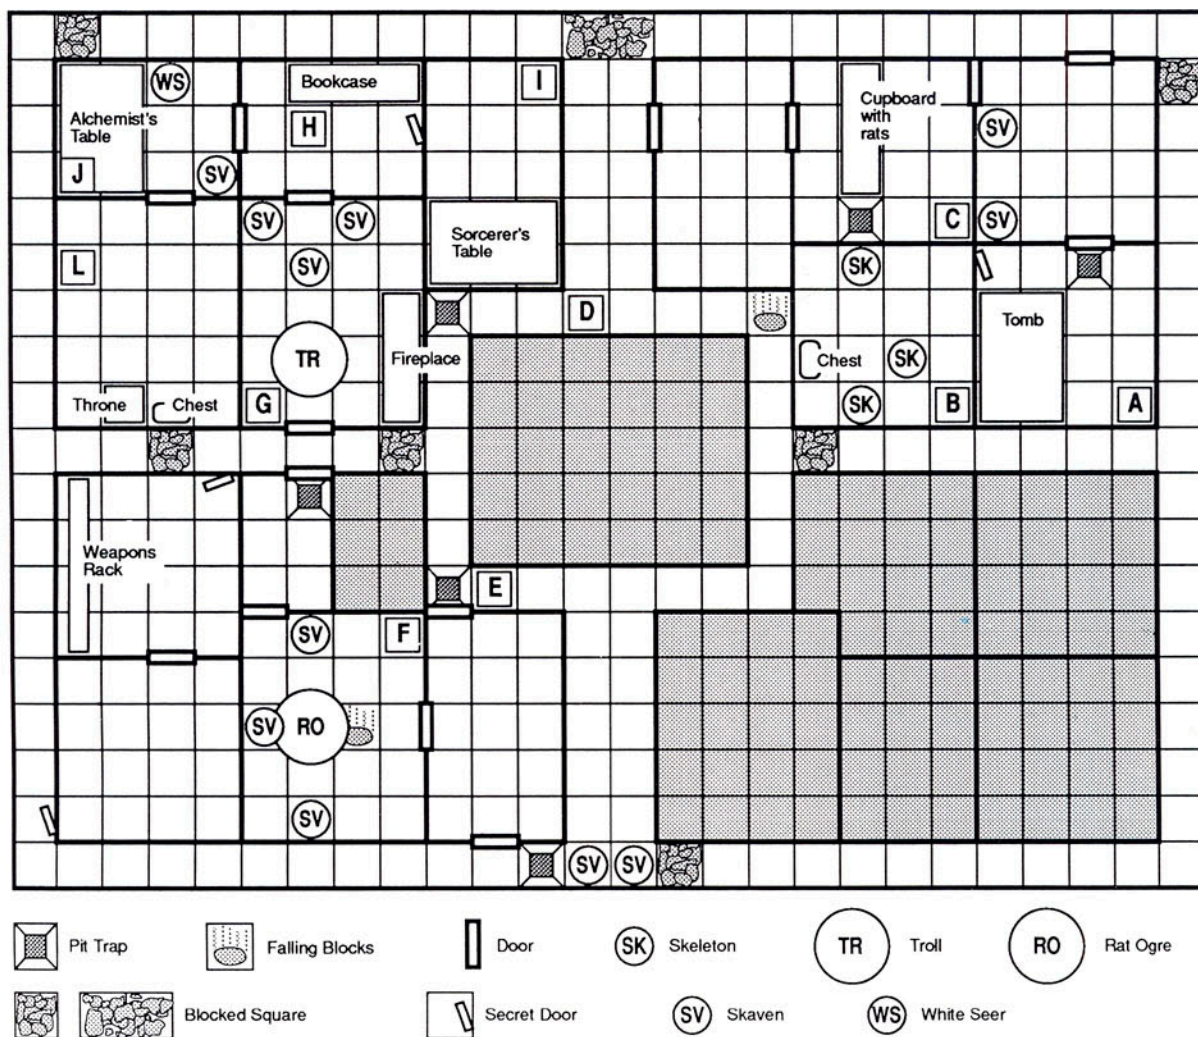 WS
Bookcase
I
Alchemist's
Table
H
Cupboard
with
rats
SV
J
SV
SV
SV
C
SV
L
SV
Sorcerer's
Table
SK
D
Tomb
TR
Fireplace
Chest
SK
Throne
Chest
G
SK
B
A
Weapons
Rack
E
SV
F
SV
RO
SV
SV
SV
Pit Trap
Falling Blocks
Door
SK
Skeleton
TR
Troll
RO
Rat Ogre
Blocked Square
Secret Door
SV
Skaven
WS
White Seer